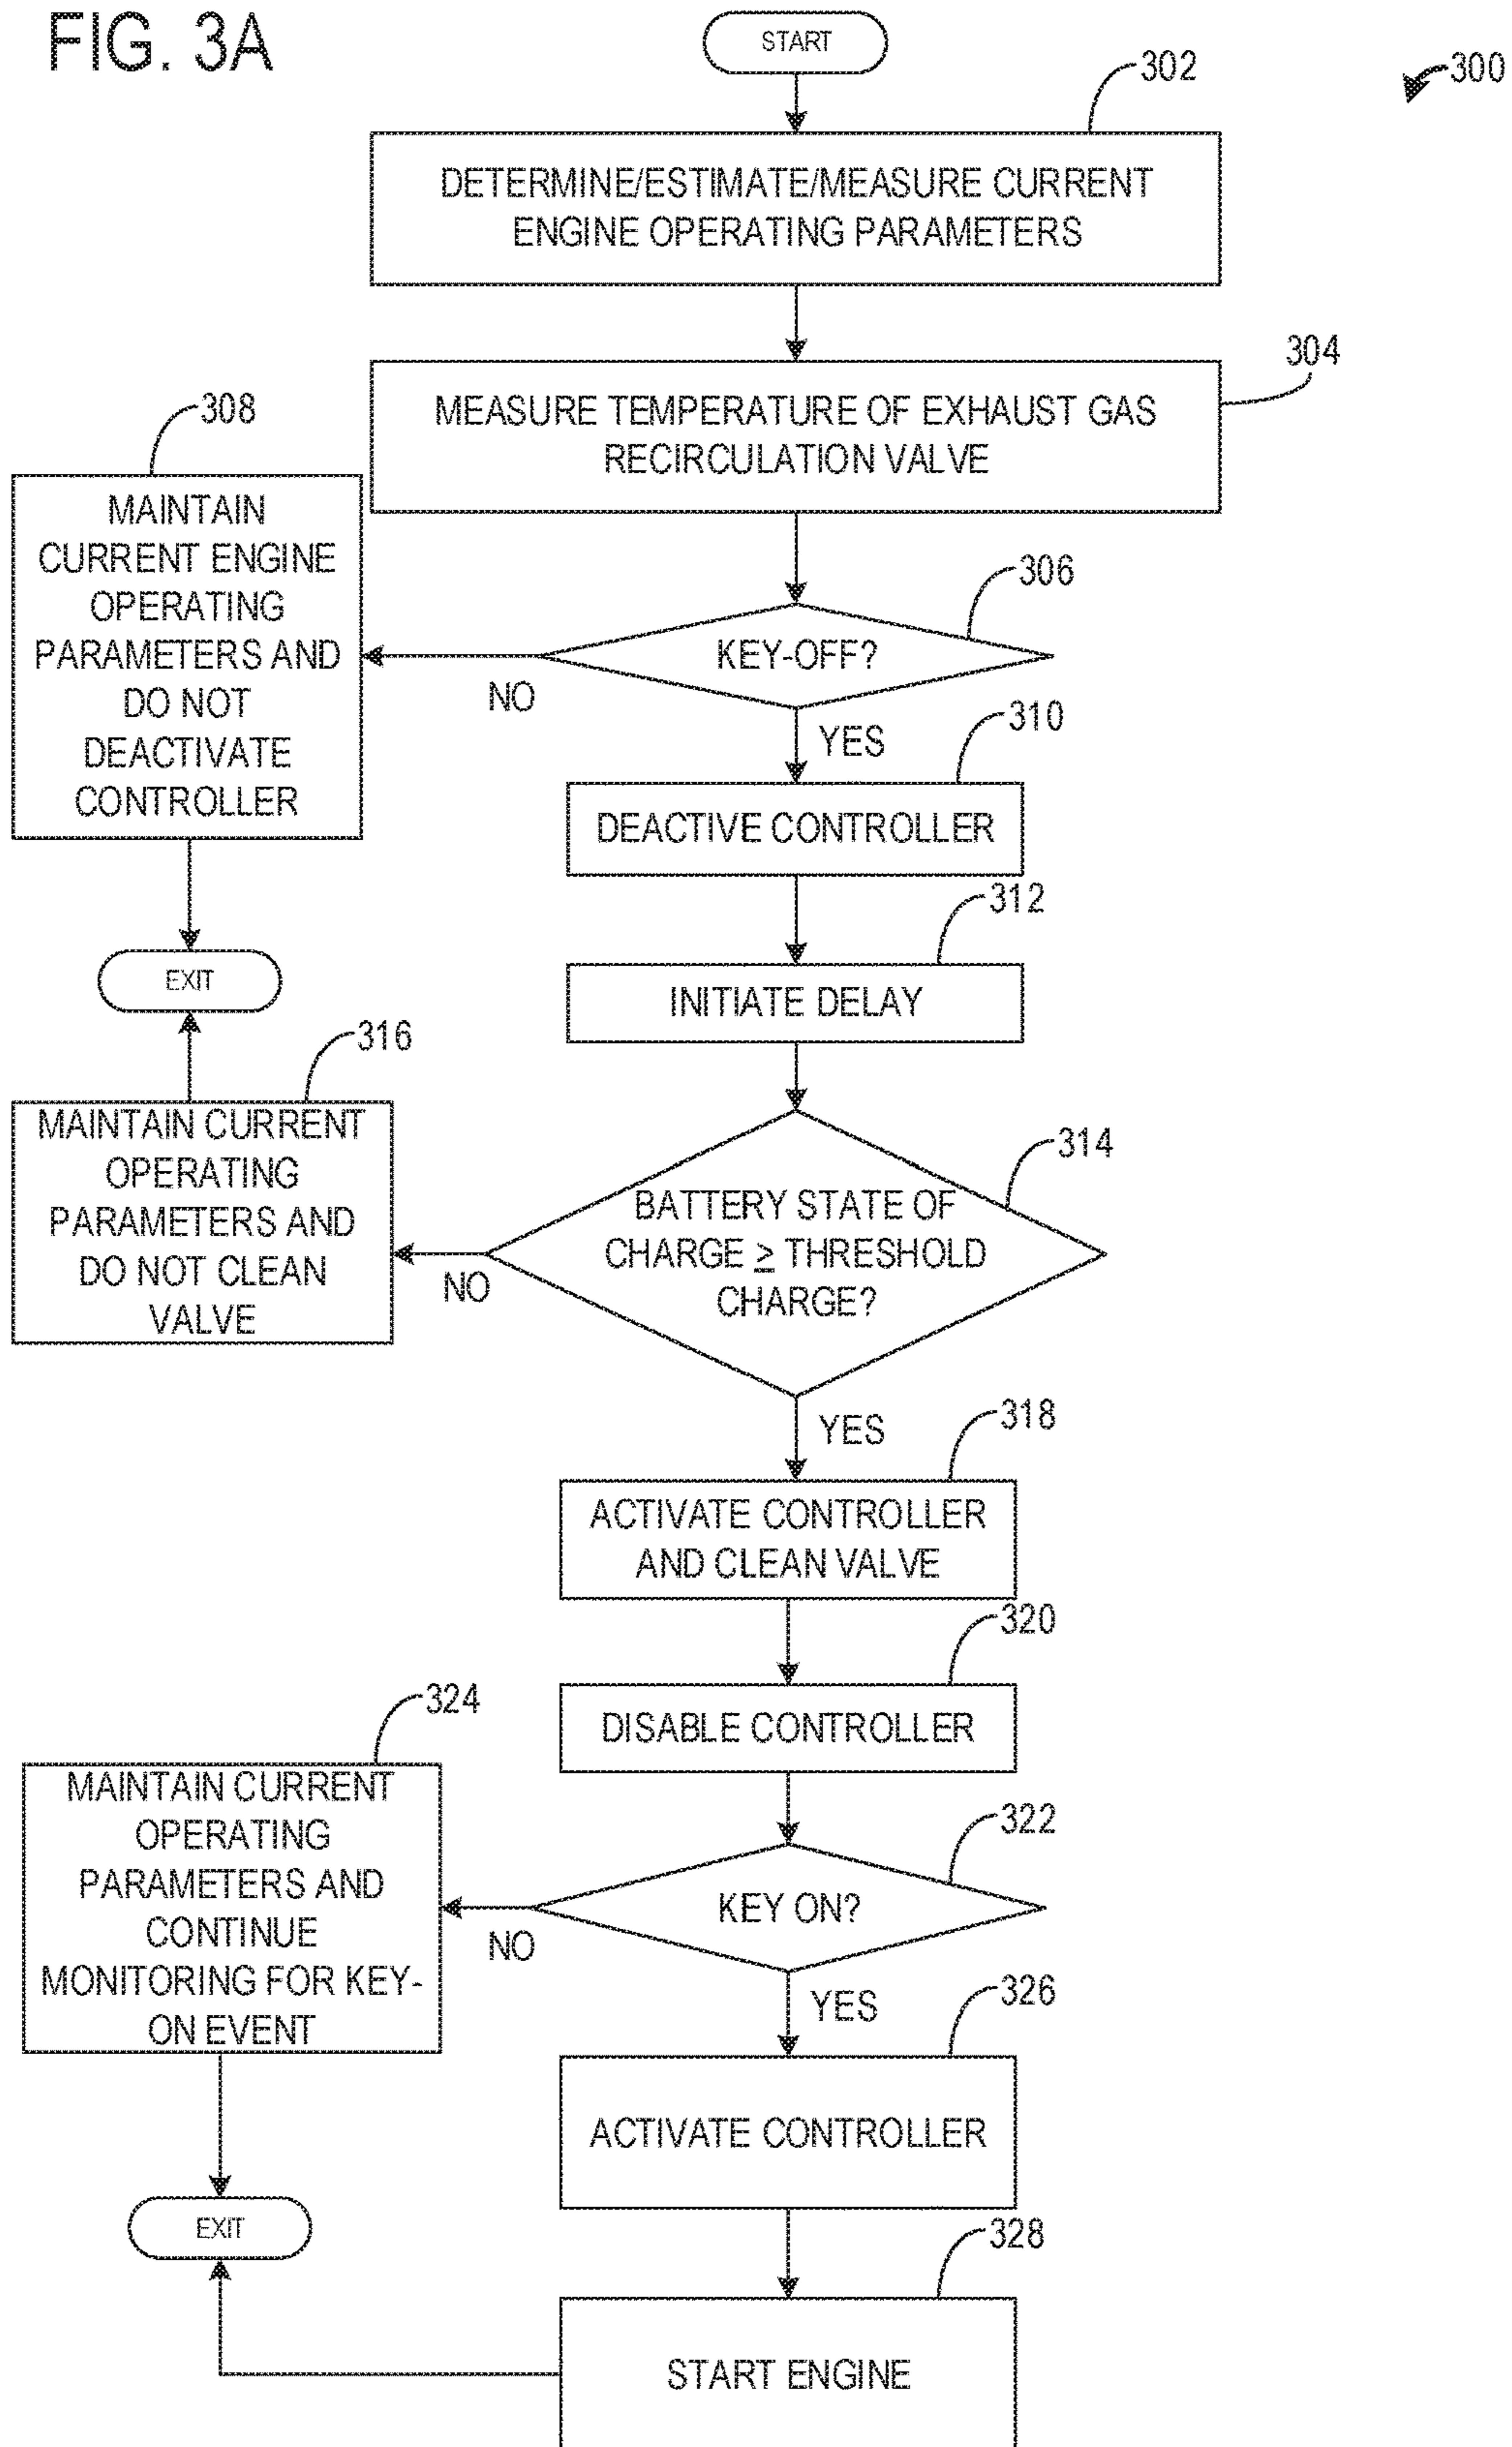 FIG. 3A
START
300
302
DETERMINE/ESTIMATE/MEASURE CURRENT
ENGINE OPERATING PARAMETERS
304
MEASURE TEMPERATURE OF EXHAUST GAS
RECIRCULATION VALVE
306
KEY-OFF?
NO
YES
308
MAINTAIN
CURRENT ENGINE
OPERATING
PARAMETERS AND
DO NOT
DEACTIVATE
CONTROLLER
EXIT
310
DEACTIVE CONTROLLER
312
INITIATE DELAY
314
BATTERY STATE OF
CHARGE ≥ THRESHOLD
CHARGE?
NO
YES
316
MAINTAIN CURRENT
OPERATING
PARAMETERS AND
DO NOT CLEAN
VALVE
318
ACTIVATE CONTROLLER
AND CLEAN VALVE
320
DISABLE CONTROLLER
322
KEY ON?
NO
YES
324
MAINTAIN CURRENT
OPERATING
PARAMETERS AND
CONTINUE
MONITORING FOR KEY-
ON EVENT
326
ACTIVATE CONTROLLER
EXIT
328
START ENGINE